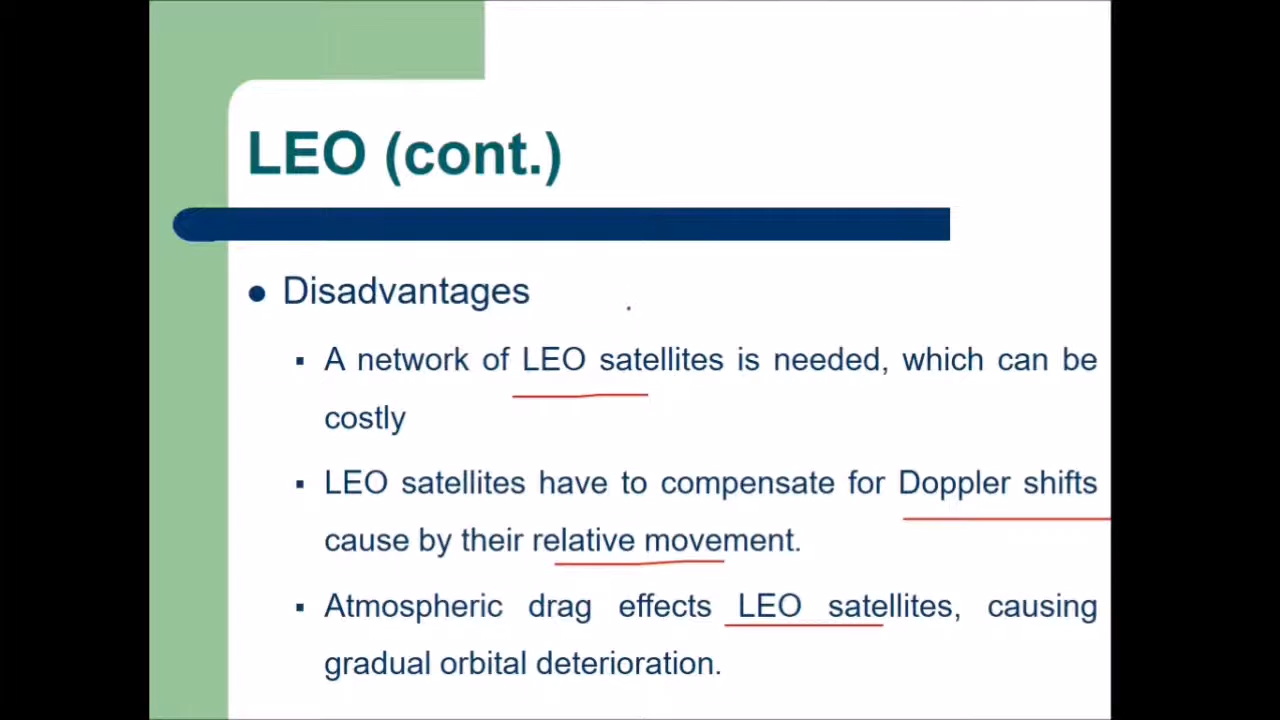 LEO (cont.)
Disadvantages
A network of LEO satellites is needed, which can be
costly
LEO satellites have to compensate for Doppler shifts
cause by their relative movement.
Atmospheric drag effects LEO satellites, causing
gradual orbital deterioration.